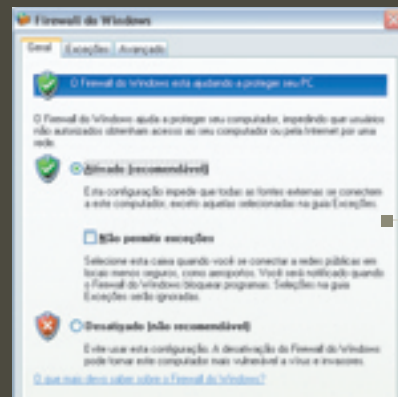 Firewall do Windows
Geral Exceções Avançado
O Firewall do Windows está ajudando a proteger seu PC
O Firewall do Windows ajuda a proteger seu computador, impedindo que usuários
não autorizados obtenham acesso ao seu computador ou pela Internet por uma
rede.
Ativado (recomendável)
Esta configuração impede que todas as fontes externas se conectem
a este computador, exceto aquelas selecionadas na guia Exceções.
Não permitir exceções
Selecione esta caixa quando você se conectar a redes públicas em
locais menos seguros, como aeroportos. Você será notificado quando
o Firewall do Windows bloquear programas. Seleções na guia
Exceções serão ignoradas.
Desativado (não recomendável)
Evite usar esta configuração. A desativação do Firewall do Windows
pode tornar este computador mais vulnerável a vírus e invasores.
O que mais devo saber sobre o Firewall do Windows?